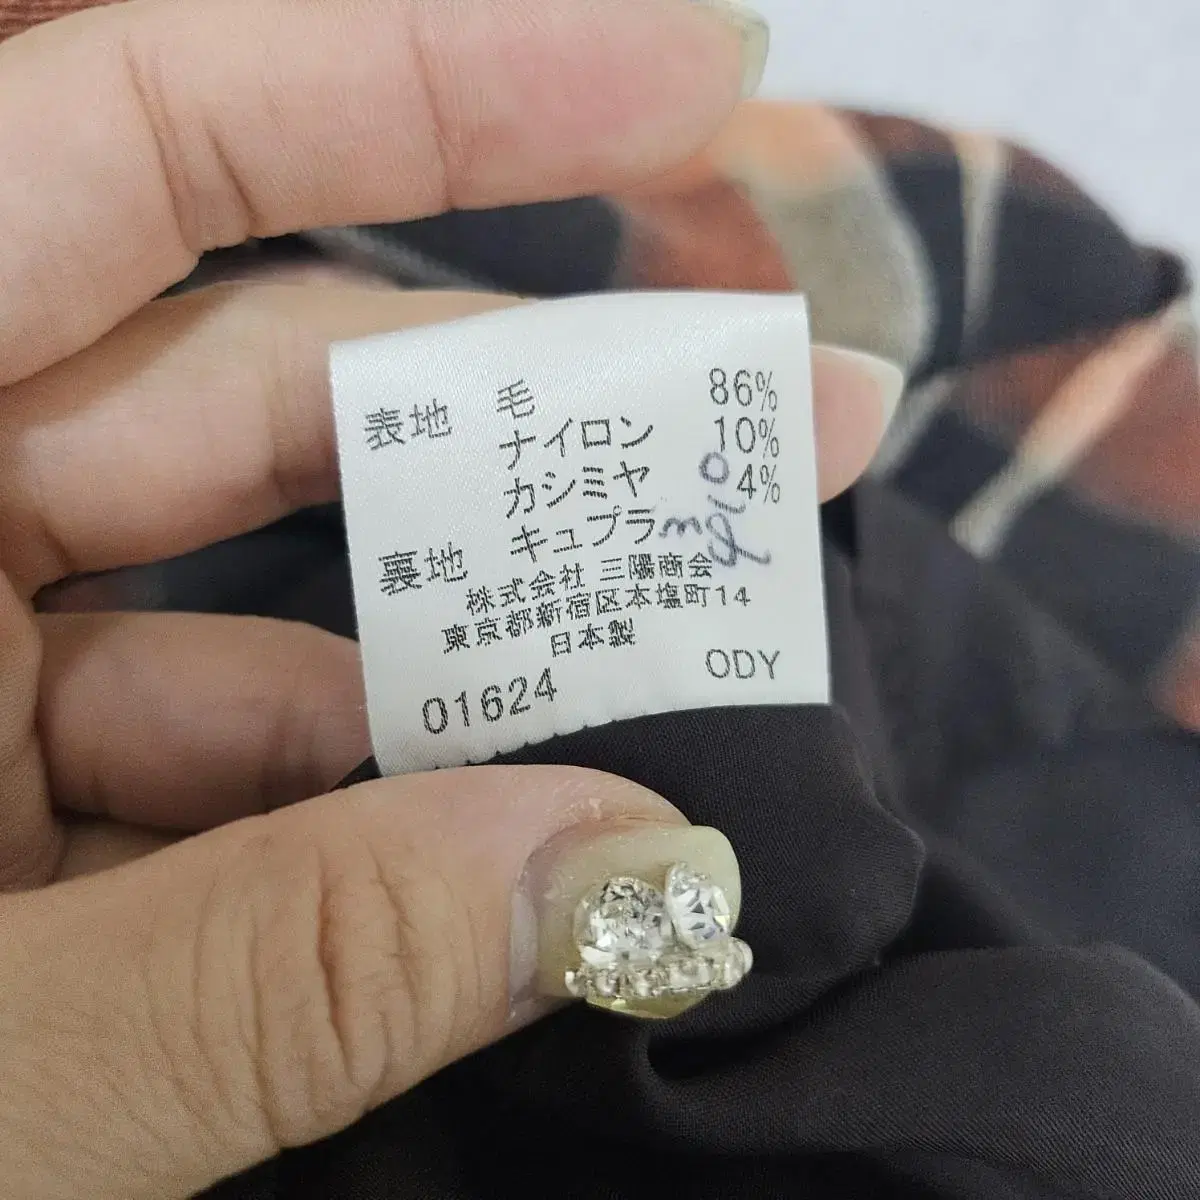 表地 毛 86%
ナイロン 10%
カシミヤ 4%
裏地 キュプラ
株式会社 三陽商会
東京都新宿区本塩町14
日本製
01624 ODY